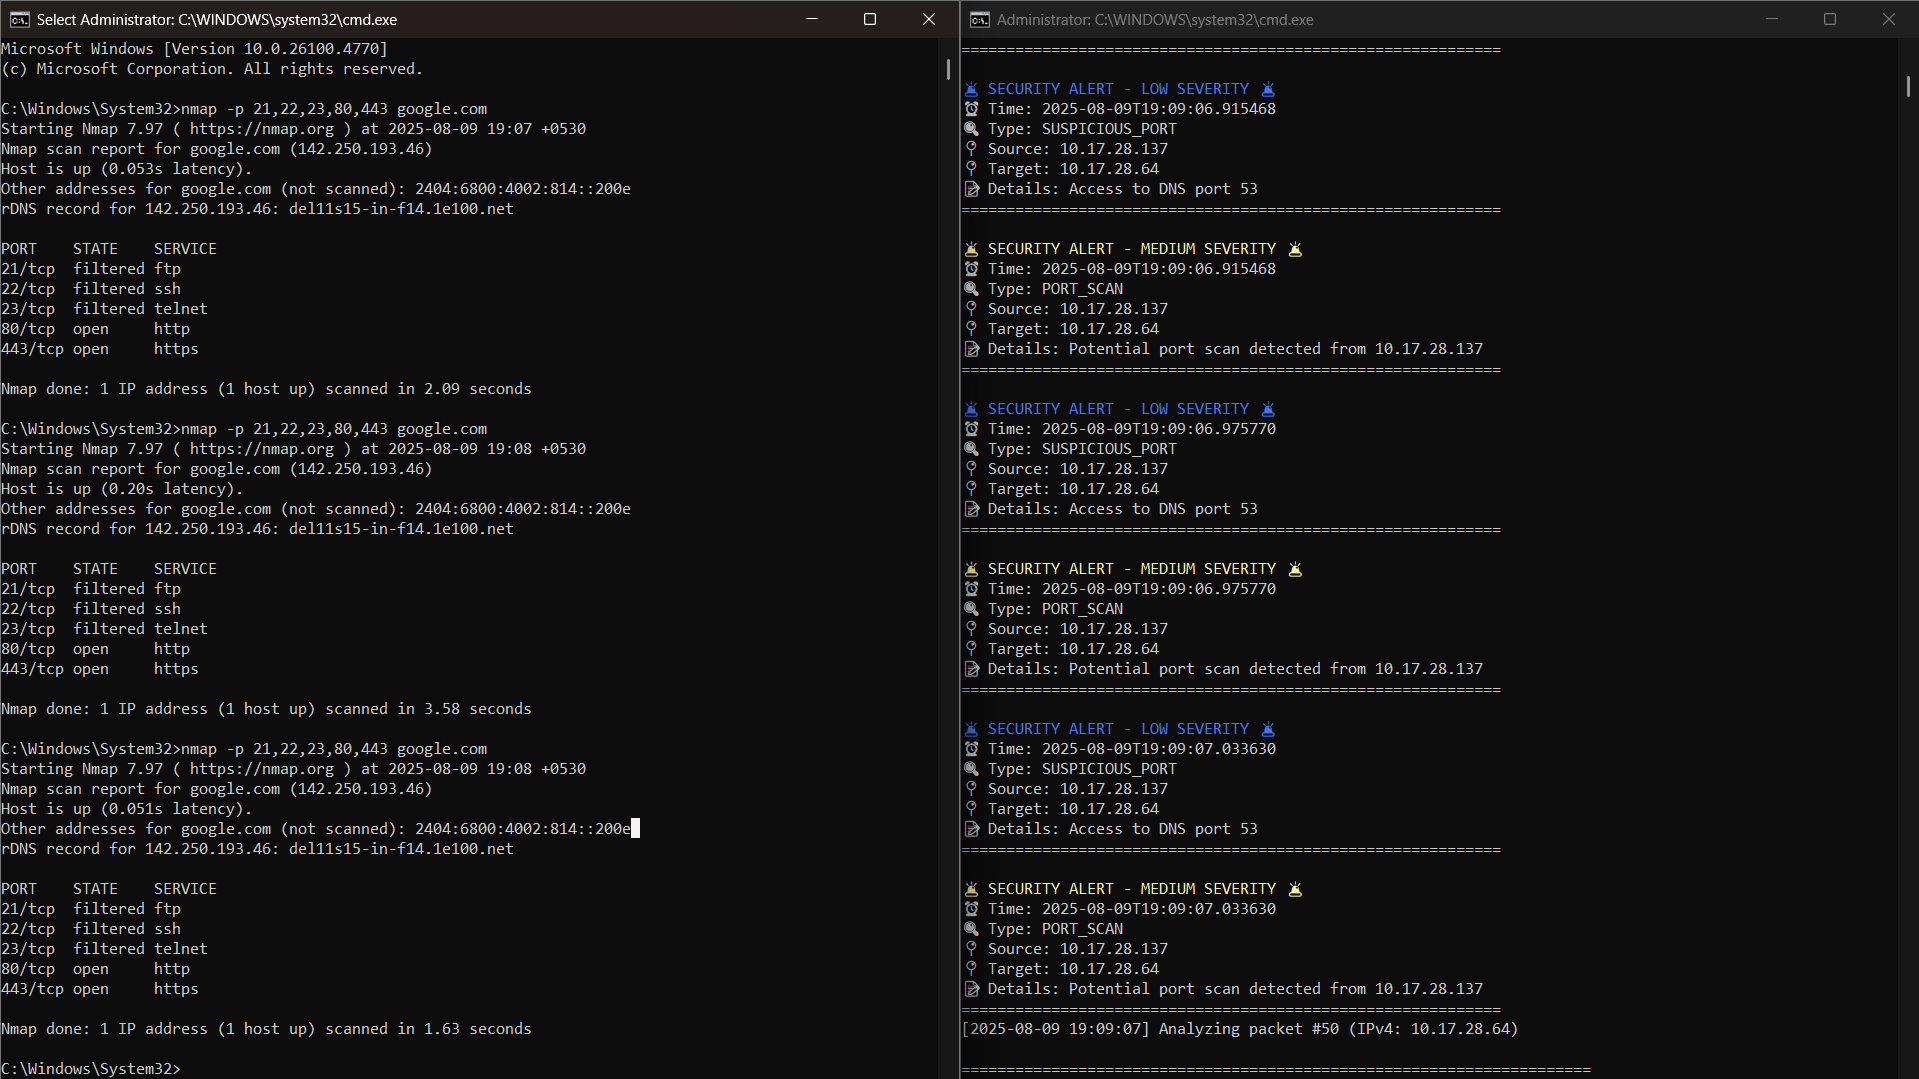 Select Administrator: C:\WINDOWS\system32\cmd.exe
Microsoft Windows [Version 10.0.26100.4770]
(c) Microsoft Corporation. All rights reserved.
C:\Windows\System32>nmap -p 21,22,23,80,443 google.com
Starting Nmap 7.97 ( https://nmap.org ) at 2025-08-09 19:07 +0530
Nmap scan report for google.com (142.250.193.46)
Host is up (0.053s latency).
Other addresses for google.com (not scanned): 2404:6800:4002:814::200e
rDNS record for 142.250.193.46: del11s15-in-f14.1e100.net
PORT    STATE    SERVICE
21/tcp  filtered ftp
22/tcp  filtered ssh
23/tcp  filtered telnet
80/tcp  open     http
443/tcp open     https
Nmap done: 1 IP address (1 host up) scanned in 2.09 seconds
C:\Windows\System32>nmap -p 21,22,23,80,443 google.com
Starting Nmap 7.97 ( https://nmap.org ) at 2025-08-09 19:08 +0530
Nmap scan report for google.com (142.250.193.46)
Host is up (0.20s latency).
Other addresses for google.com (not scanned): 2404:6800:4002:814::200e
rDNS record for 142.250.193.46: del11s15-in-f14.1e100.net
PORT    STATE    SERVICE
21/tcp  filtered ftp
22/tcp  filtered ssh
23/tcp  filtered telnet
80/tcp  open     http
443/tcp open     https
Nmap done: 1 IP address (1 host up) scanned in 3.58 seconds
C:\Windows\System32>nmap -p 21,22,23,80,443 google.com
Starting Nmap 7.97 ( https://nmap.org ) at 2025-08-09 19:08 +0530
Nmap scan report for google.com (142.250.193.46)
Host is up (0.051s latency).
Other addresses for google.com (not scanned): 2404:6800:4002:814::200e
rDNS record for 142.250.193.46: del11s15-in-f14.1e100.net
PORT    STATE    SERVICE
21/tcp  filtered ftp
22/tcp  filtered ssh
23/tcp  filtered telnet
80/tcp  open     http
443/tcp open     https
Nmap done: 1 IP address (1 host up) scanned in 1.63 seconds
C:\Windows\System32>
Administrator: C:\WINDOWS\system32\cmd.exe
============================================================
🚨 SECURITY ALERT - LOW SEVERITY 🚨
⏰ Time: 2025-08-09T19:09:06.915468
🔍 Type: SUSPICIOUS_PORT
📍 Source: 10.17.28.137
📍 Target: 10.17.28.64
📝 Details: Access to DNS port 53
============================================================
🚨 SECURITY ALERT - MEDIUM SEVERITY 🚨
⏰ Time: 2025-08-09T19:09:06.915468
🔍 Type: PORT_SCAN
📍 Source: 10.17.28.137
📍 Target: 10.17.28.64
📝 Details: Potential port scan detected from 10.17.28.137
============================================================
🚨 SECURITY ALERT - LOW SEVERITY 🚨
⏰ Time: 2025-08-09T19:09:06.975770
🔍 Type: SUSPICIOUS_PORT
📍 Source: 10.17.28.137
📍 Target: 10.17.28.64
📝 Details: Access to DNS port 53
============================================================
🚨 SECURITY ALERT - MEDIUM SEVERITY 🚨
⏰ Time: 2025-08-09T19:09:06.975770
🔍 Type: PORT_SCAN
📍 Source: 10.17.28.137
📍 Target: 10.17.28.64
📝 Details: Potential port scan detected from 10.17.28.137
============================================================
🚨 SECURITY ALERT - LOW SEVERITY 🚨
⏰ Time: 2025-08-09T19:09:07.033630
🔍 Type: SUSPICIOUS_PORT
📍 Source: 10.17.28.137
📍 Target: 10.17.28.64
📝 Details: Access to DNS port 53
============================================================
🚨 SECURITY ALERT - MEDIUM SEVERITY 🚨
⏰ Time: 2025-08-09T19:09:07.033630
🔍 Type: PORT_SCAN
📍 Source: 10.17.28.137
📍 Target: 10.17.28.64
📝 Details: Potential port scan detected from 10.17.28.137
============================================================
[2025-08-09 19:09:07] Analyzing packet #50 (IPv4: 10.17.28.64)
======================================================================